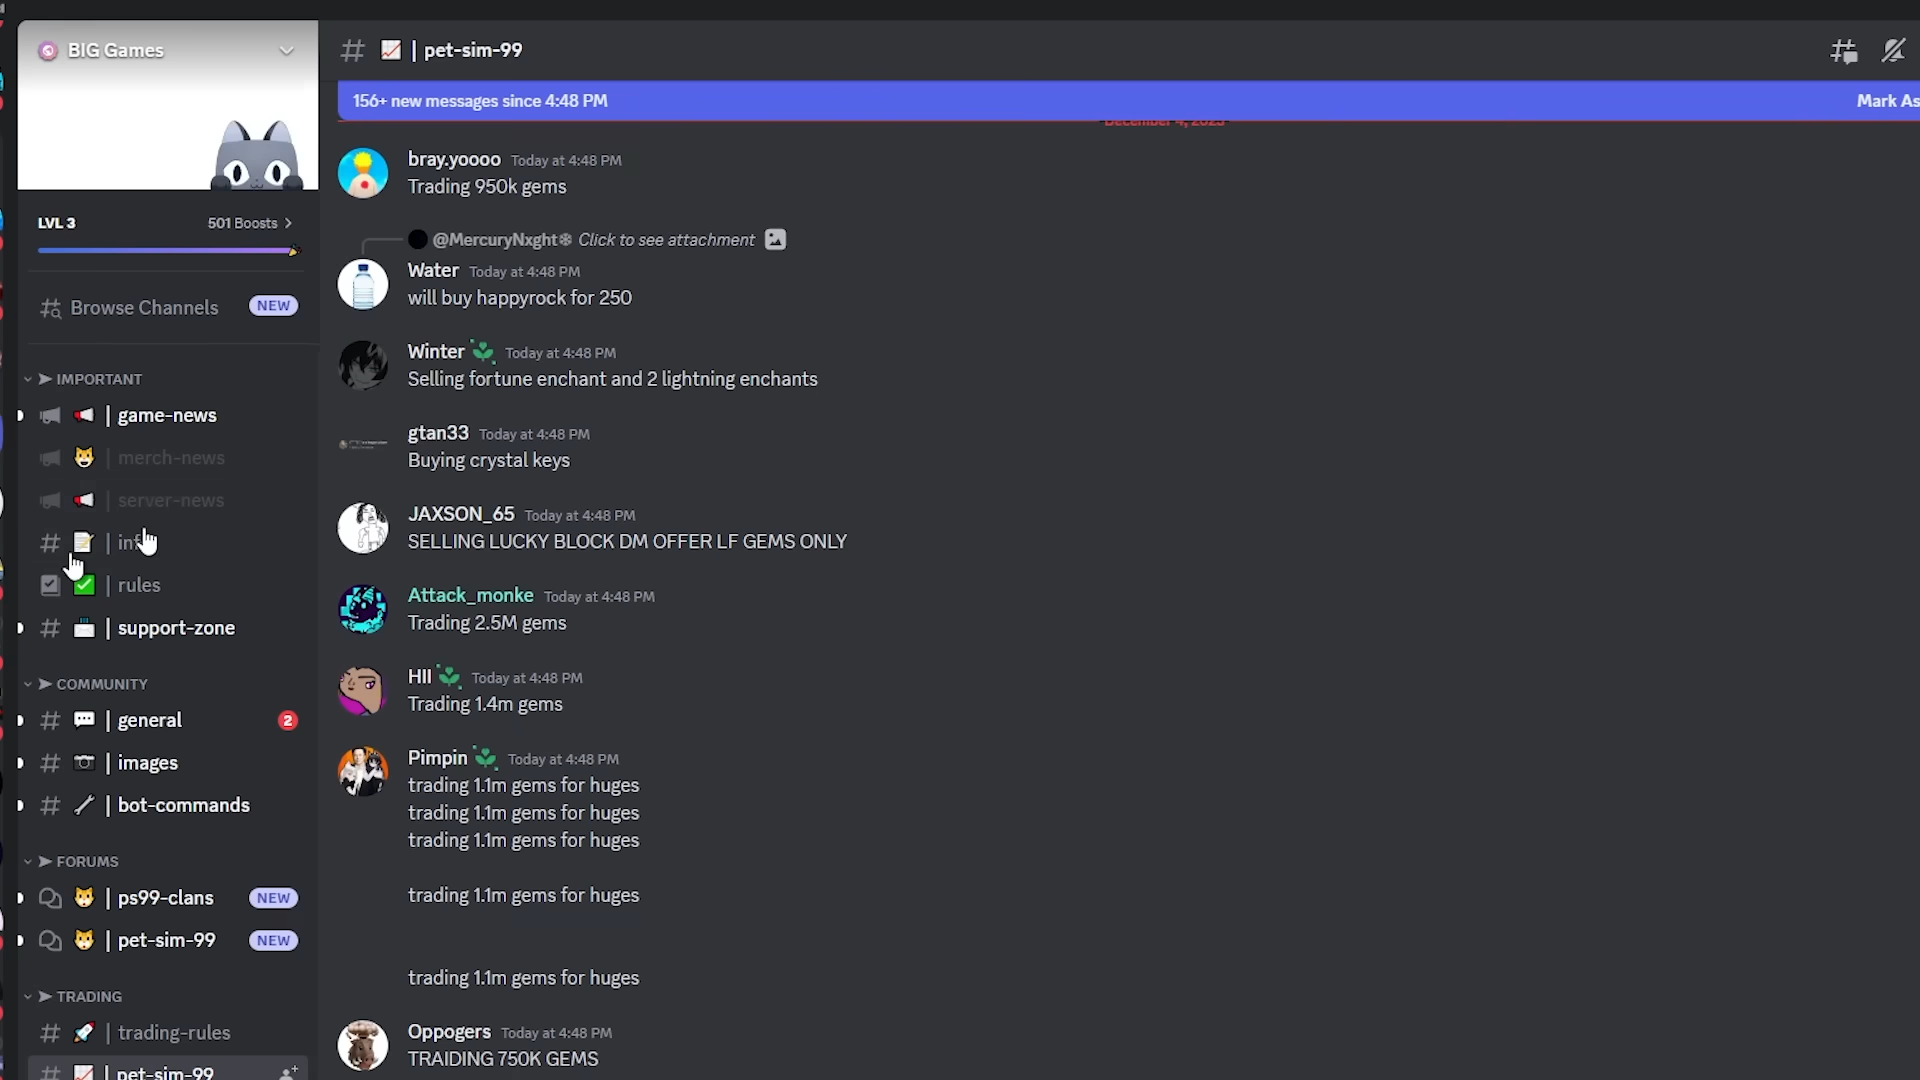 BIG Games
LVL 3
501 Boosts
Browse Channels
NEW
IMPORTANT
| game-news
| merch-news
| server-news
|
| rules
| support-zone
COMMUNITY
| general
2
| images
| bot-commands
FORUMS
| ps99-clans
NEW
| pet-sim-99
NEW
TRADING
| trading-rules
pet-sim-99
| pet-sim-99
156+ new messages since 4:48 PM
Mark As
December 4, 2023
bray.yoooo Today at 4:48 PM
Trading 950k gems
@MercuryNxght❄ Click to see attachment
Water Today at 4:48 PM
will buy happyrock for 250
Winter Today at 4:48 PM
Selling fortune enchant and 2 lightning enchants
gtan33 Today at 4:48 PM
Buying crystal keys
JAXSON_65 Today at 4:48 PM
SELLING LUCKY BLOCK DM OFFER LF GEMS ONLY
Attack_monke Today at 4:48 PM
Trading 2.5M gems
HII Today at 4:48 PM
Trading 1.4m gems
Pimpin Today at 4:48 PM
trading 1.1m gems for huges
trading 1.1m gems for huges
trading 1.1m gems for huges
trading 1.1m gems for huges
trading 1.1m gems for huges
Oppogers Today at 4:48 PM
TRAIDING 750K GEMS